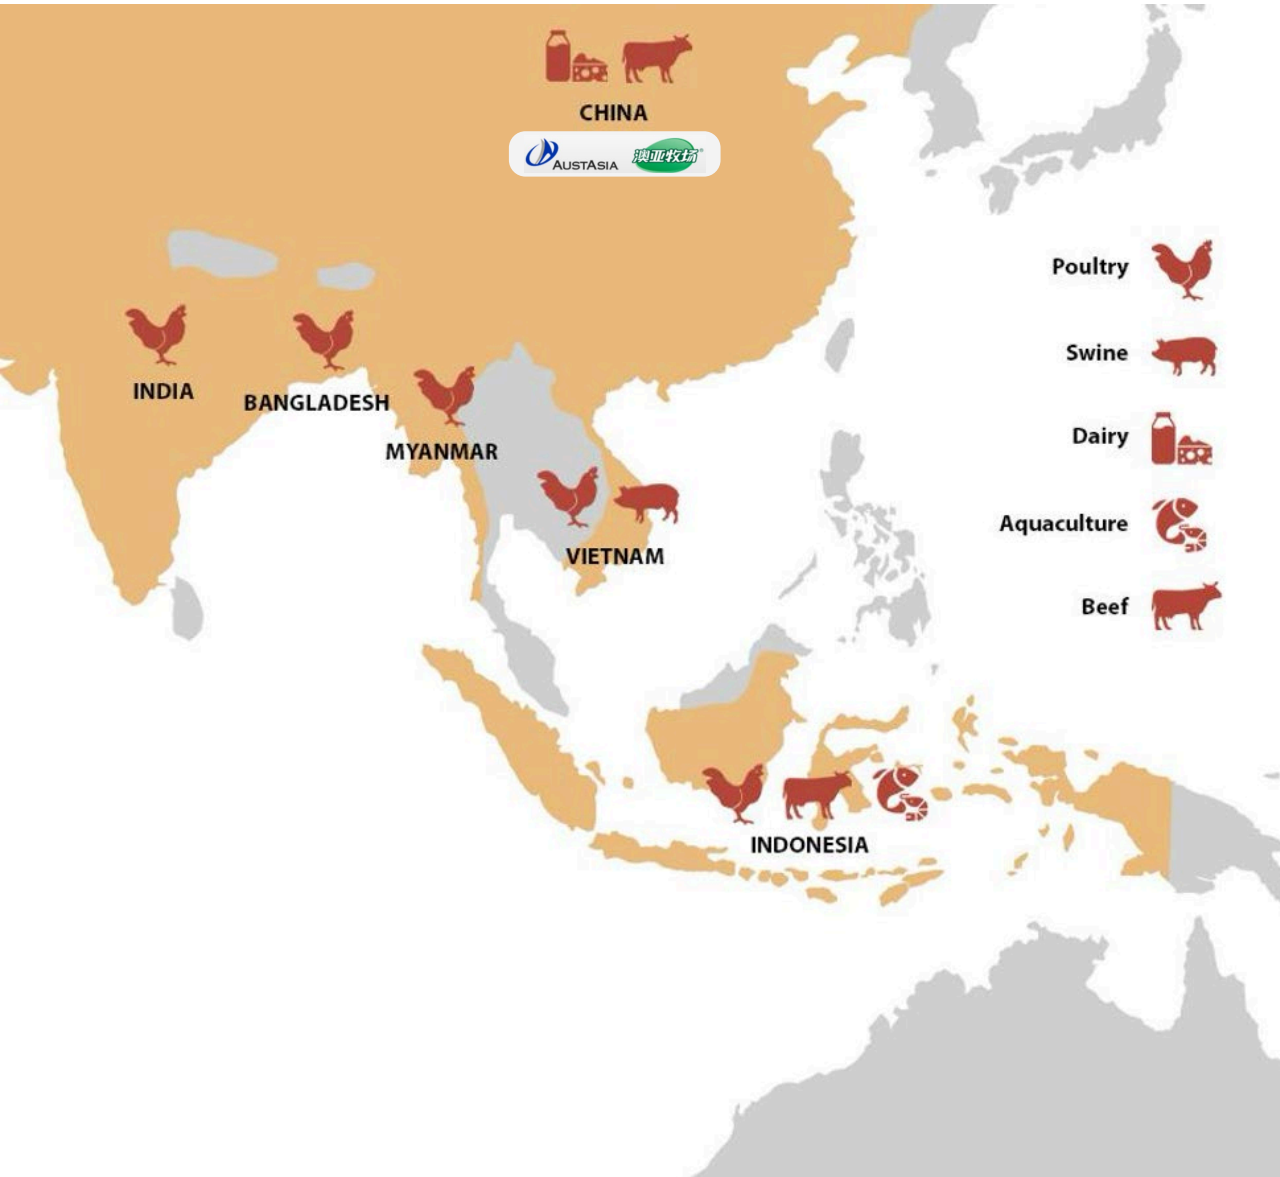 CHINA
AUSTASIA 澳亚牧场®
Poultry
INDIA
BANGLADESH
Swine
MYANMAR
Dairy
VIETNAM
Aquaculture
Beef
INDONESIA